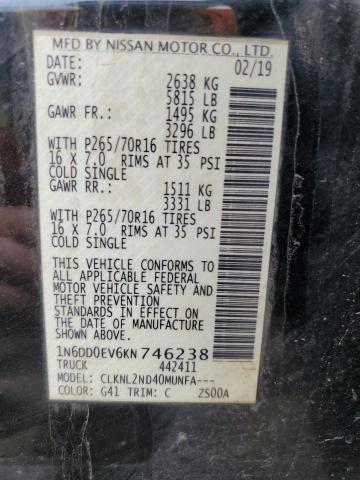 MFD BY NISSAN MOTOR CO., LTD.
DATE: 02/19
GVWR: 2638 KG
5815 LB
GAWR FR.: 1495 KG
3296 LB
WITH P265/70R16 TIRES
16 X 7.0 RIMS AT 35 PSI
COLD SINGLE
GAWR RR.: 1511 KG
3331 LB
WITH P265/70R16 TIRES
16 X 7.0 RIMS AT 35 PSI
COLD SINGLE
THIS VEHICLE CONFORMS TO
ALL APPLICABLE FEDERAL
MOTOR VEHICLE SAFETY AND
THEFT PREVENTION
STANDARDS IN EFFECT ON
THE DATE OF MANUFACTURE
SHOWN ABOVE.
1N6DD0EV6KN746238
TRUCK 442411
MODEL: CLKNL2ND40MUNFA---
COLOR: G41 TRIM: C ZS00A